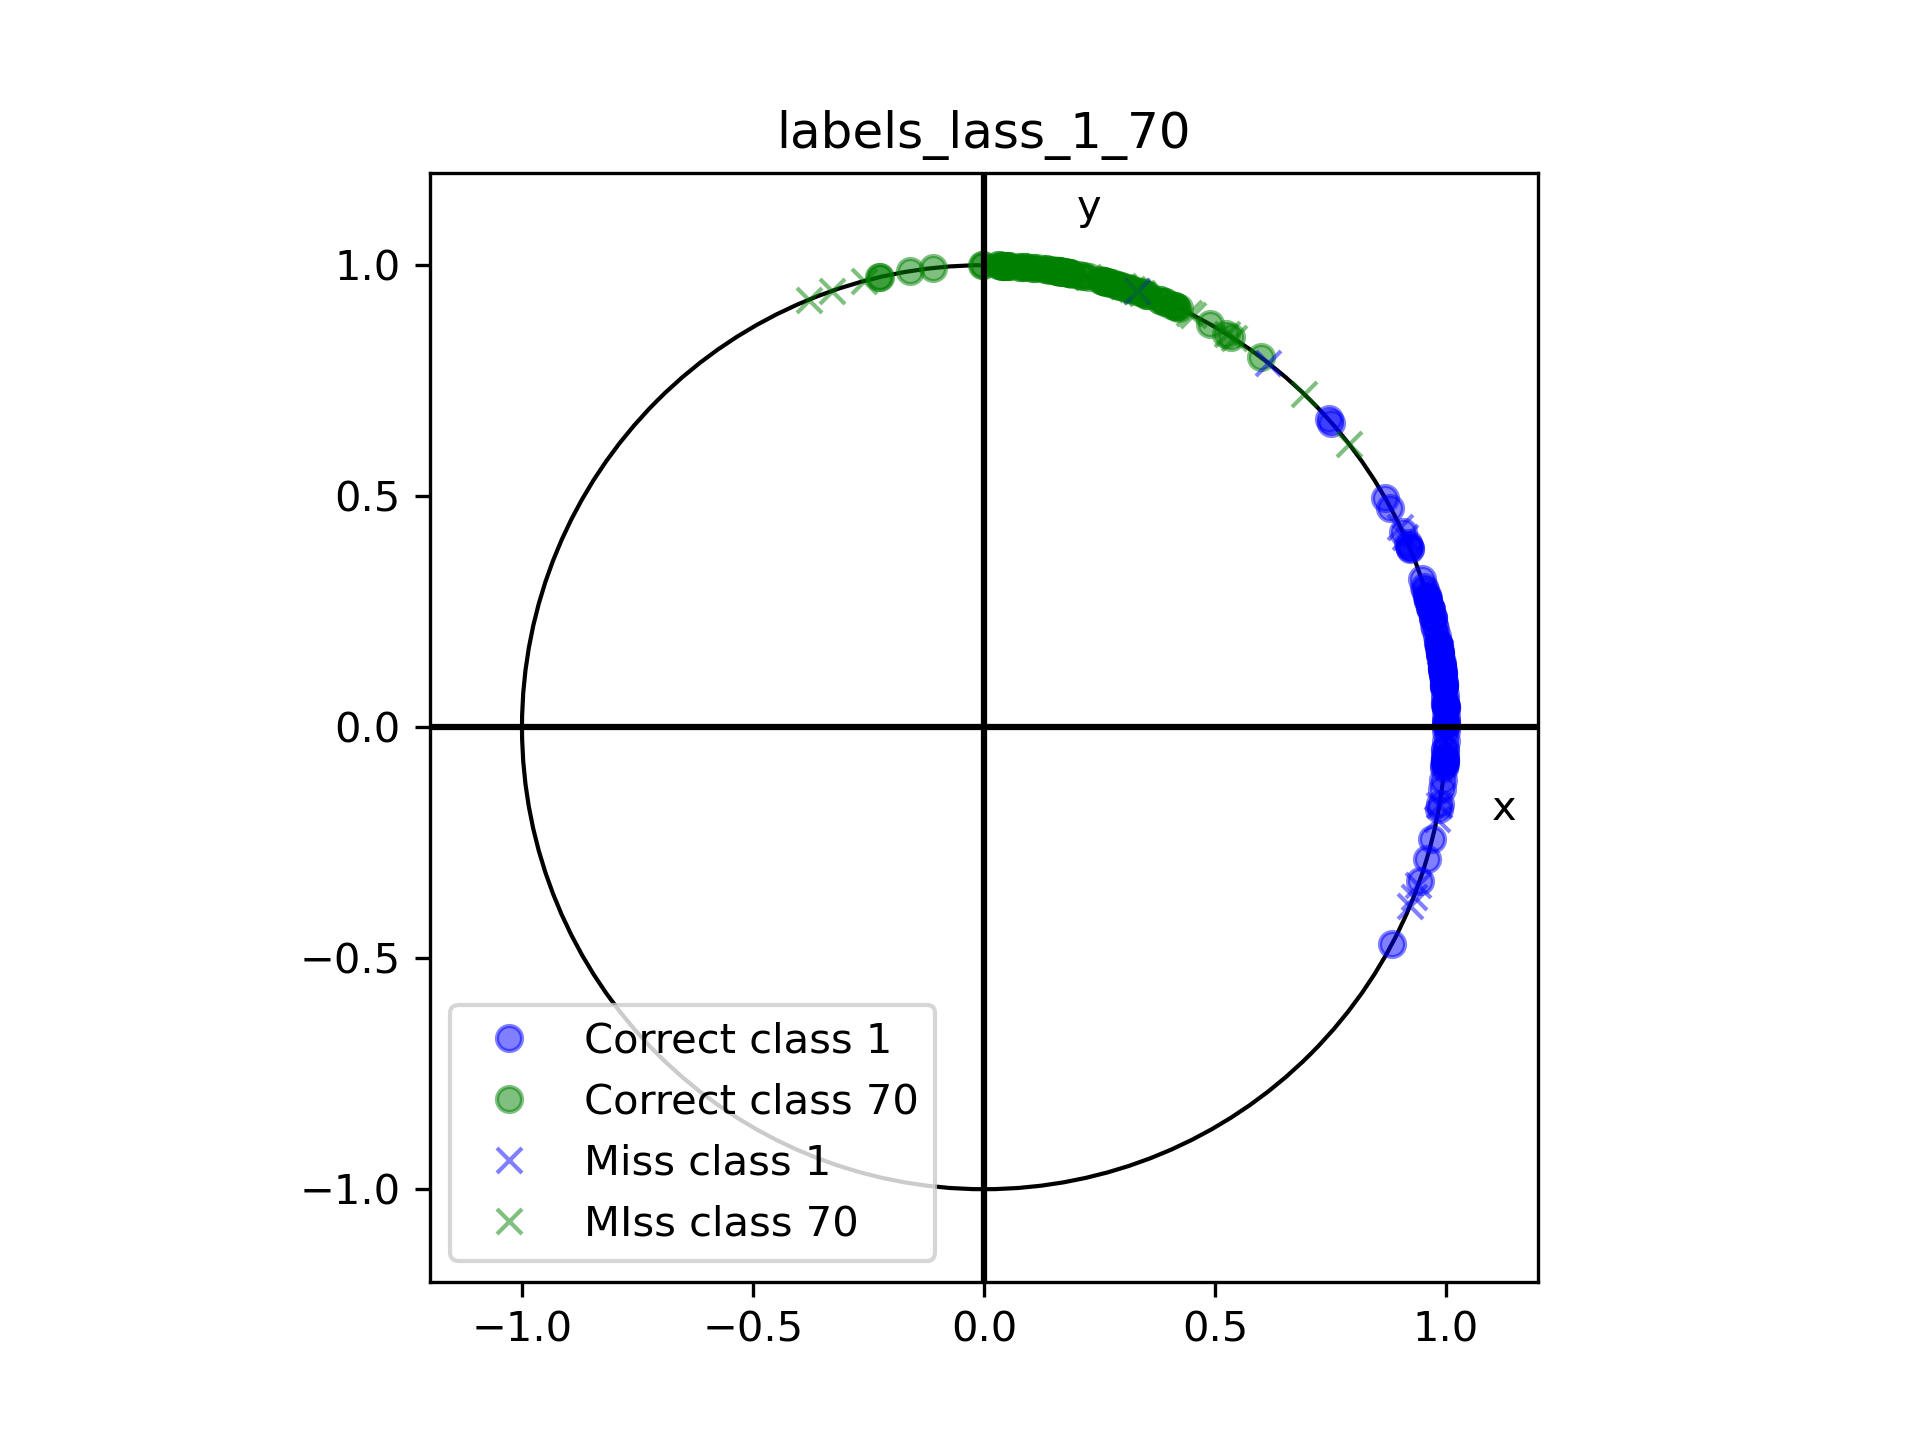 labels_lass_1_70
y
1.0
0.5
0.0
x
−0.5
−1.0
Correct class 1
Correct class 70
Miss class 1
MIss class 70
−1.0 −0.5 0.0 0.5 1.0